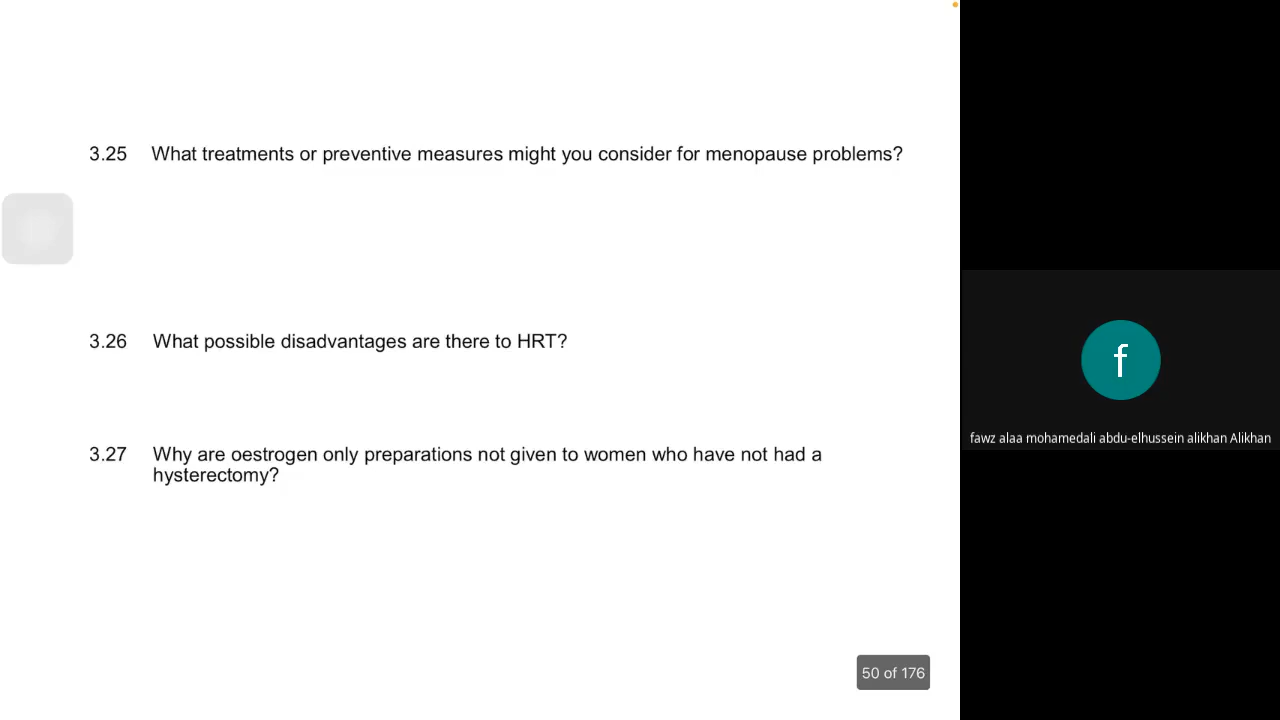 3.25 What treatments or preventive measures might you consider for menopause problems?
3.26 What possible disadvantages are there to HRT?
3.27 Why are oestrogen only preparations not given to women who have not had a
hysterectomy?
50 of 176
f
fawz alaa mohamedali abdu-elhussein alikhan Alikhan